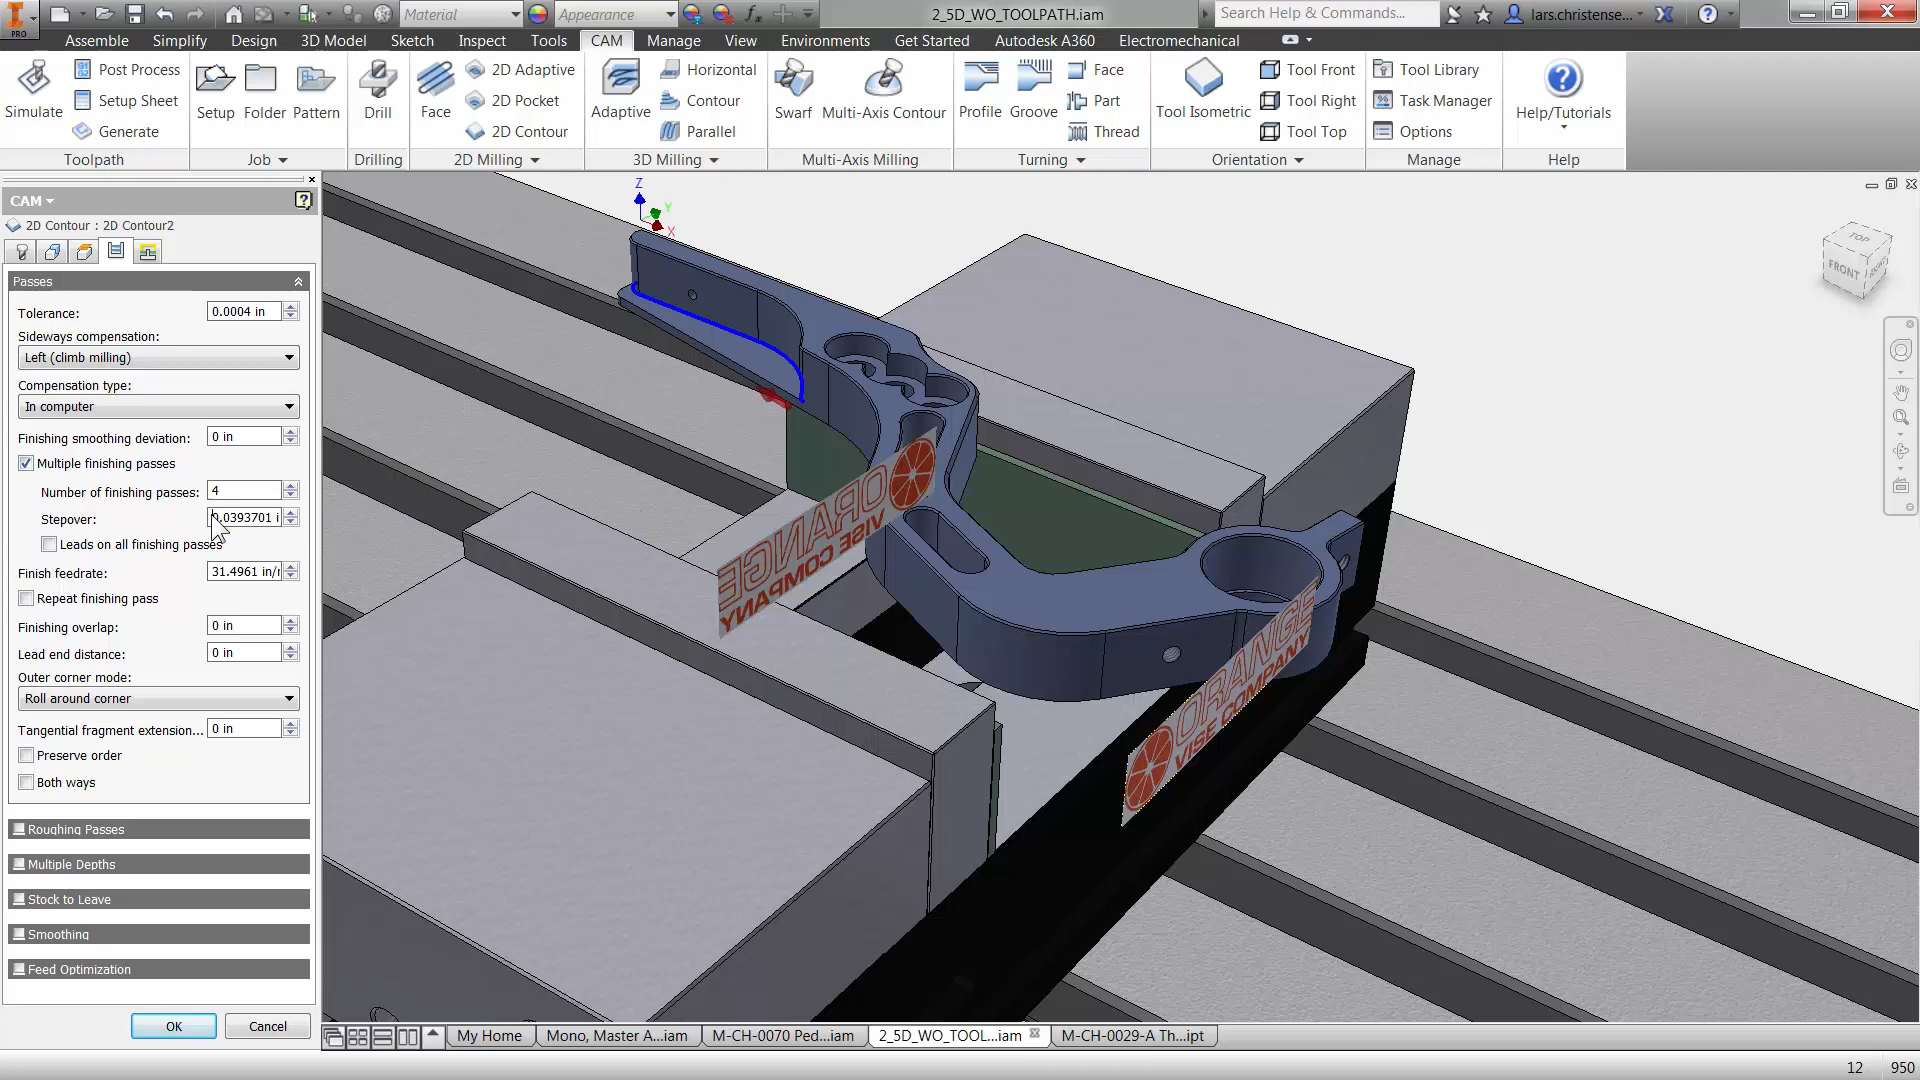 PRO
Material
Appearance
2_5D_WO_TOOLPATH.iam
Search Help & Commands...
lars.christense...
Assemble Simplify Design 3D Model Sketch Inspect Tools CAM Manage View Environments Get Started Autodesk A360 Electromechanical
Simulate
Post Process
Setup Sheet
Generate
Toolpath
Setup Folder Pattern
Job
Drill
Drilling
Face
2D Adaptive
2D Pocket
2D Contour
2D Milling
Adaptive
Horizontal
Contour
Parallel
3D Milling
Swarf Multi-Axis Contour
Multi-Axis Milling
Profile Groove
Face
Part
Thread
Turning
Tool Isometric
Tool Front
Tool Right
Tool Top
Orientation
Tool Library
Task Manager
Options
Manage
Help/Tutorials
Help
CAM
2D Contour : 2D Contour2
Passes
Tolerance: 0.0004 in
Sideways compensation:
Left (climb milling)
Compensation type:
In computer
Finishing smoothing deviation: 0 in
Multiple finishing passes
Number of finishing passes: 4
Stepover: 0.0393701 i
Leads on all finishing passes
Finish feedrate: 31.4961 in/r
Repeat finishing pass
Finishing overlap: 0 in
Lead end distance: 0 in
Outer corner mode:
Roll around corner
Tangential fragment extension... 0 in
Preserve order
Both ways
Roughing Passes
Multiple Depths
Stock to Leave
Smoothing
Feed Optimization
OK Cancel
Z
Y
X
TOP
FRONT
RIGHT
ORANGE
VISE COMPANY
ORANGE
VISE COMPANY
My Home Mono, Master A...iam M-CH-0070 Ped...iam 2_5D_WO_TOOL...iam M-CH-0029-A Th...ipt
12 950